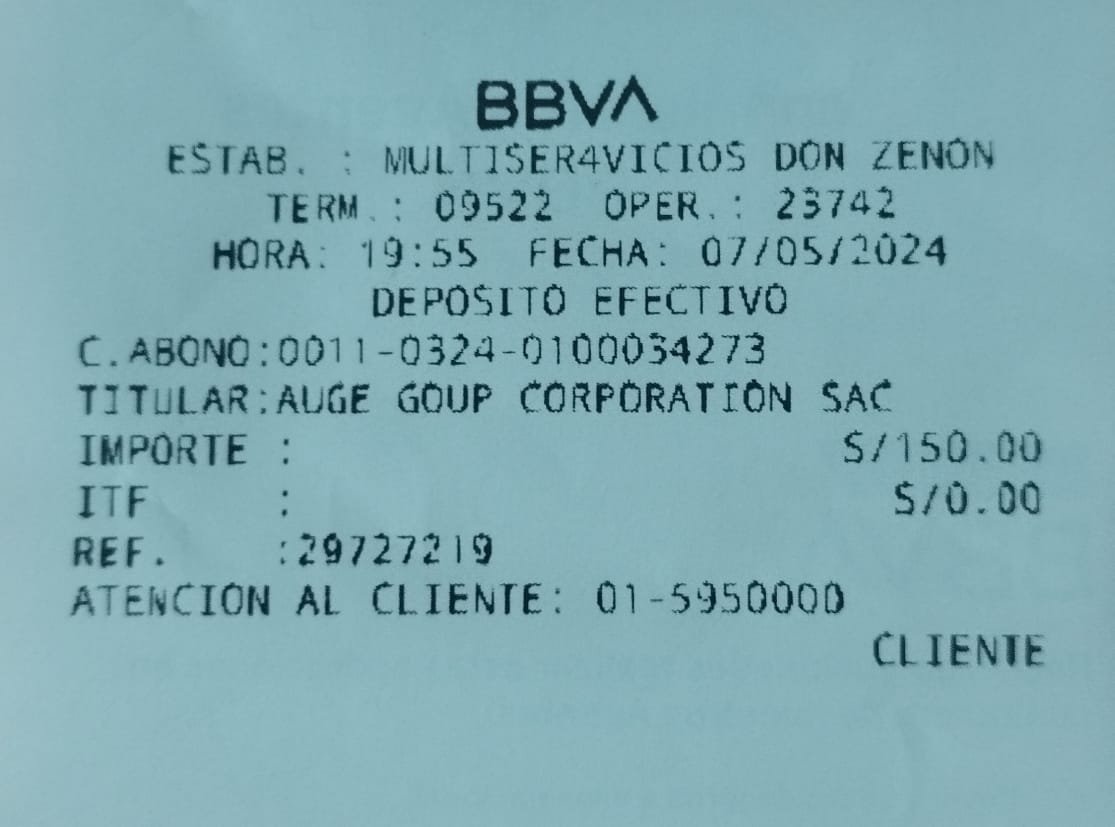 BBVA
ESTAB. : MULTISER4VICIOS DON ZENON
TERM.: 09522 OPER.: 23742
HORA: 19:55 FECHA: 07/05/2024
DEPOSITO EFECTIVO
C.ABONO:0011-0324-0100034273
TITULAR:AUGE GOUP CORPORATION SAC
IMPORTE : S/150.00
ITF : S/0.00
REF. :29727219
ATENCION AL CLIENTE: 01-5950000
CLIENTE